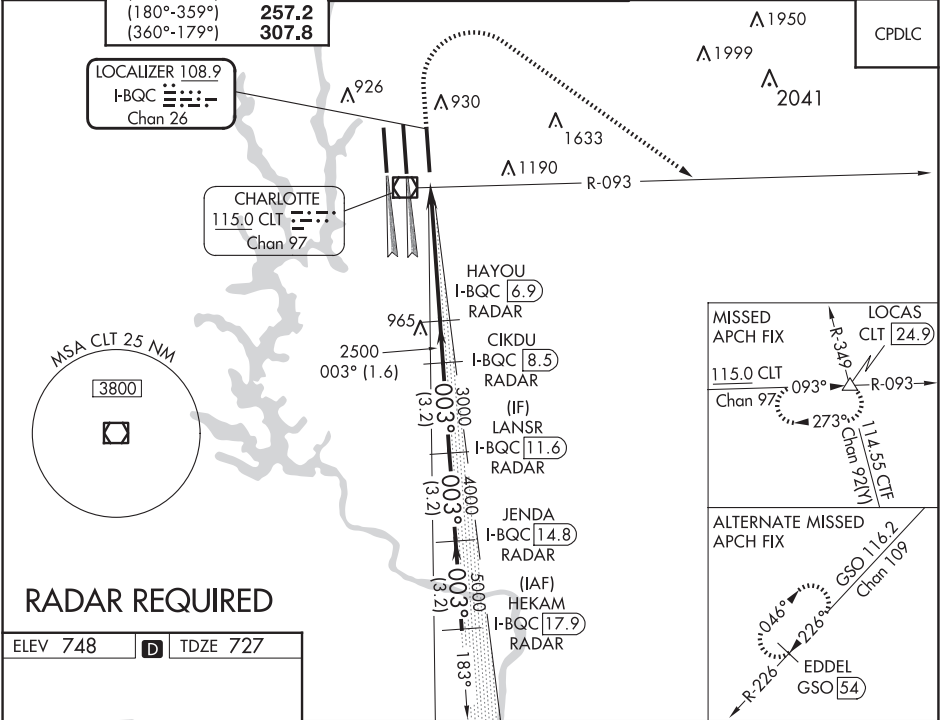 (180°-359°) 257.2
(360°-179°) 307.8
LOCALIZER 108.9
I-BQC
Chan 26
CHARLOTTE
115.0 CLT
Chan 97
926
930
1633
1190
1950
1999
2041
CPDLC
R-093
HAYOU
I-BQC 6.9
RADAR
965
2500
003° (1.6)
CIKDU
I-BQC 8.5
RADAR
3000
003°
(3.2)
(IF)
LANSR
I-BQC 11.6
RADAR
4000
003°
(3.2)
JENDA
I-BQC 14.8
RADAR
5000
003°
(3.2)
(IAF)
HEKAM
I-BQC 17.9
RADAR
183°
MSA CLT 25 NM
3800
RADAR REQUIRED
ELEV 748 D TDZE 727
MISSED
APCH FIX
LOCAS
CLT 24.9
R-349
115.0 CLT
Chan 97
093°
R-093
273°
114.55 CTF
Chan 92(Y)
ALTERNATE MISSED
APCH FIX
GSO 116.2
Chan 109
046°
226°
R-226
EDDEL
GSO 54